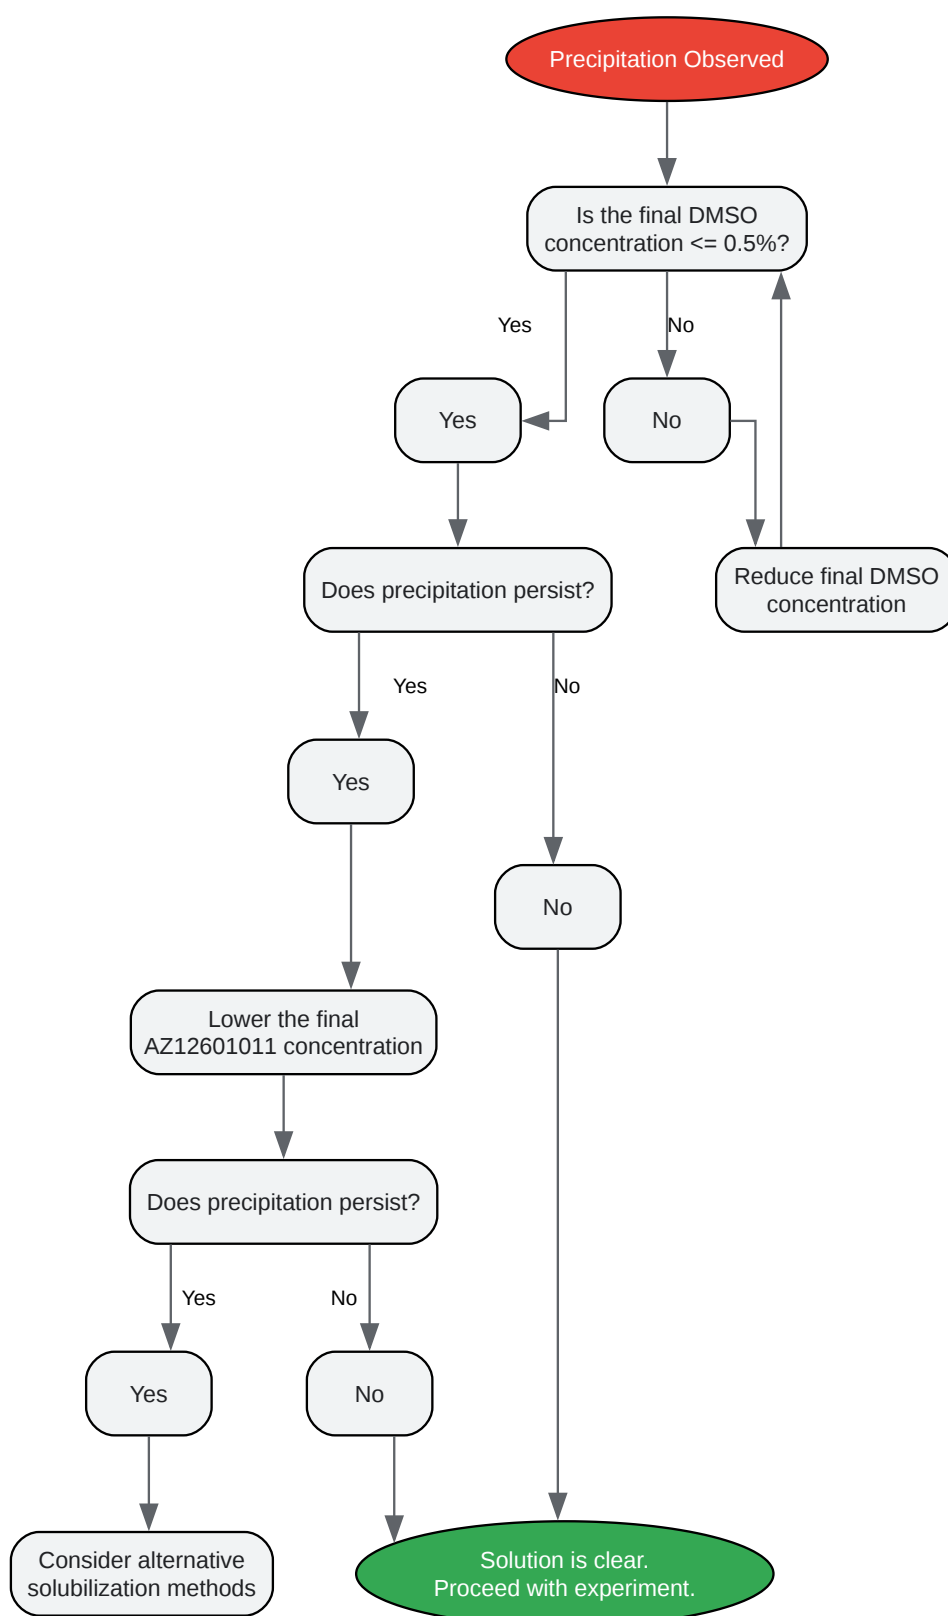 Precipitation Observed
Is the final DMSO
concentration <= 0.5%?
Yes
No
Yes
No
Reduce final DMSO
concentration
Does precipitation persist?
Yes
No
Yes
No
Lower the final
AZ12601011 concentration
Does precipitation persist?
Yes
No
Yes
No
Consider alternative
solubilization methods
Solution is clear.
Proceed with experiment.